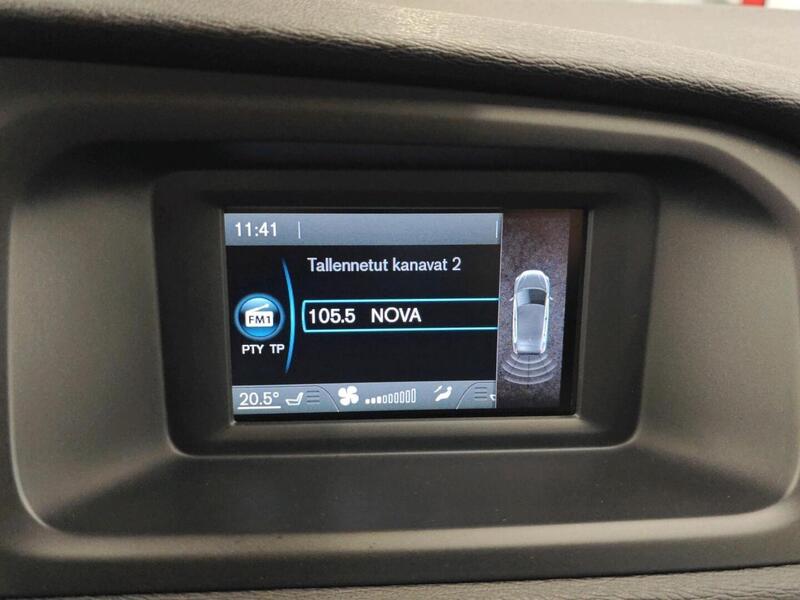 11:41
Tallennetut kanavat 2
FM1
105.5 NOVA
PTY TP
20.5°